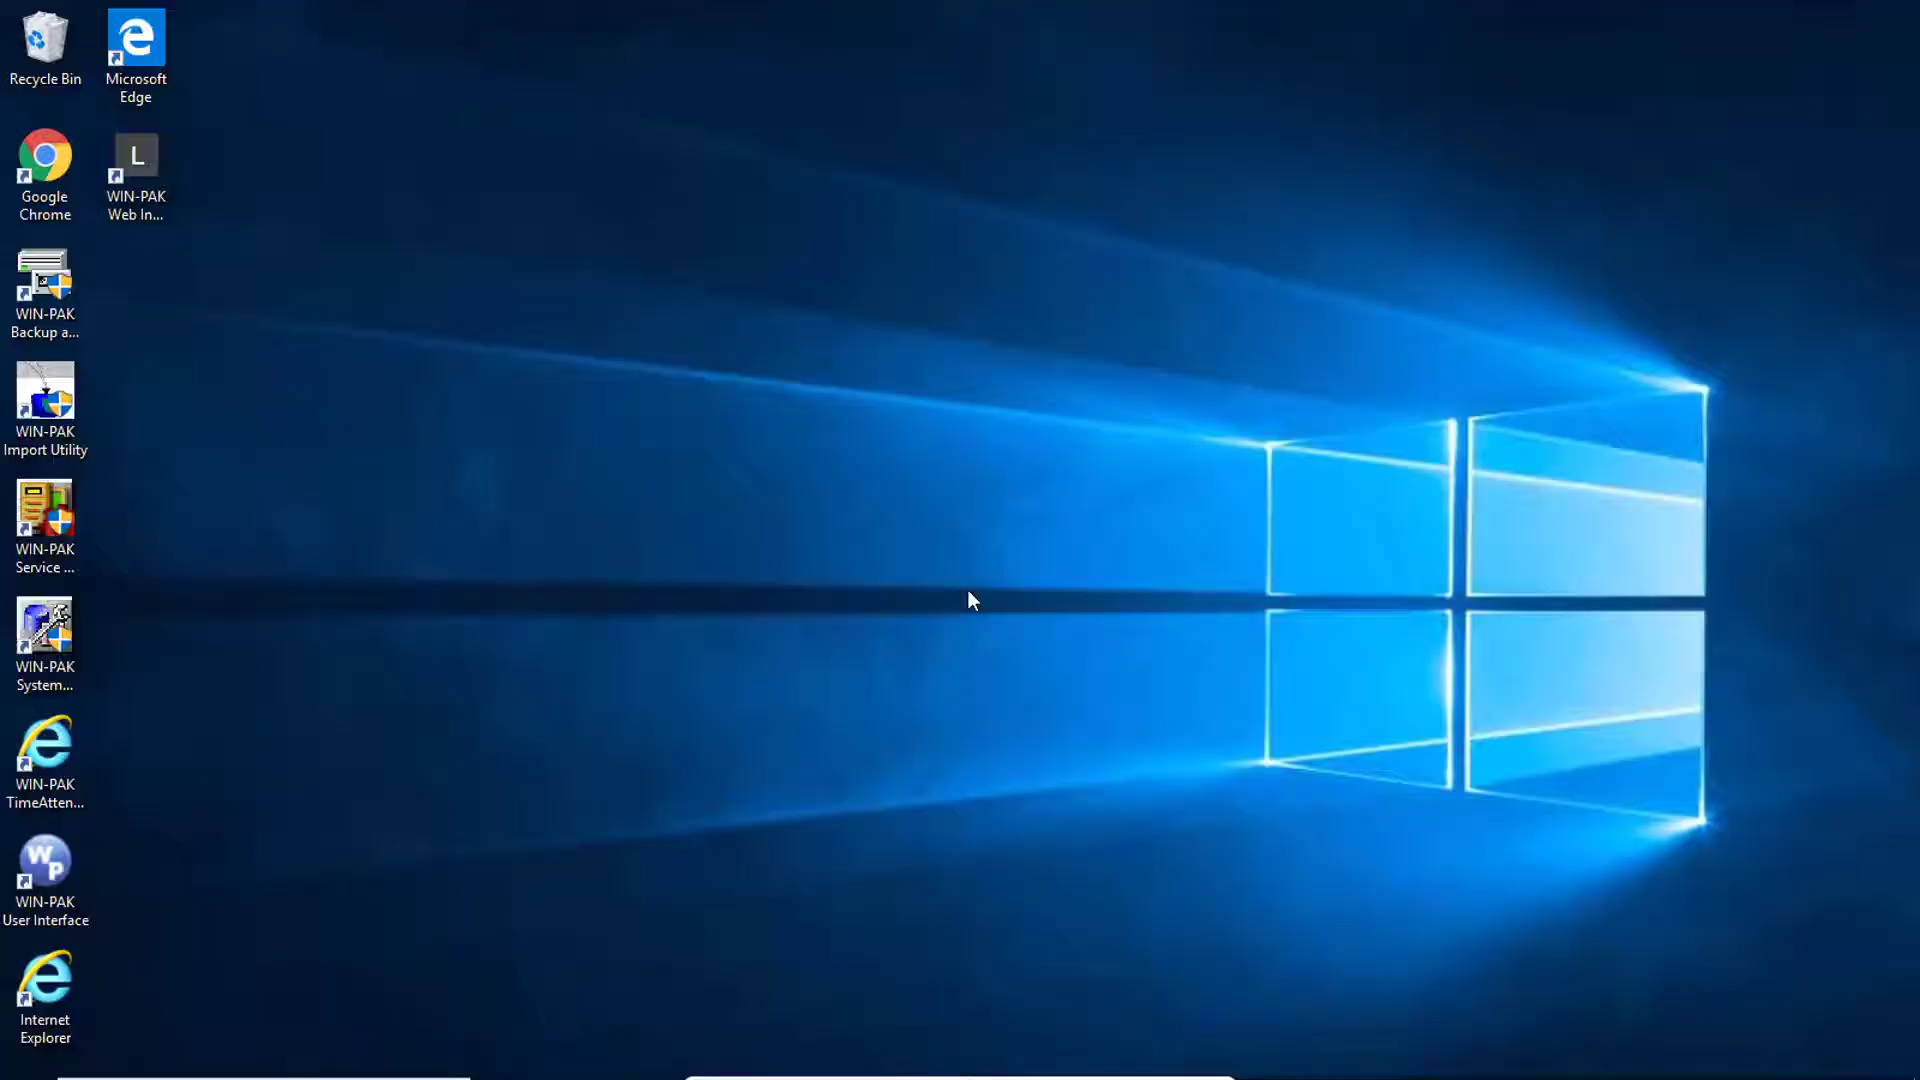 Recycle Bin
Microsoft
Edge
Google
Chrome
L
WIN-PAK
Web In...
WIN-PAK
Backup a...
WIN-PAK
Import Utility
WIN-PAK
Service ...
WIN-PAK
System...
WIN-PAK
TimeAtten...
WP
WIN-PAK
User Interface
Internet
Explorer